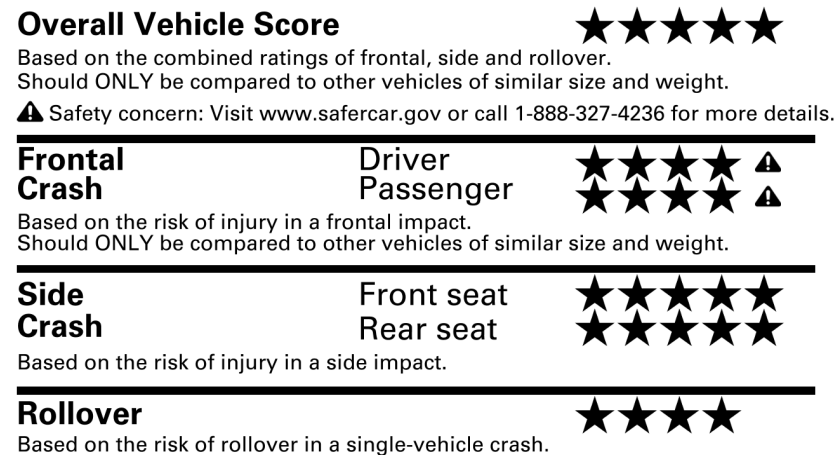 Overall Vehicle Score ★★★★★
Based on the combined ratings of frontal, side and rollover.
Should ONLY be compared to other vehicles of similar size and weight.
⚠ Safety concern: Visit www.safercar.gov or call 1-888-327-4236 for more details.
Frontal Driver ★★★★ ⚠
Crash Passenger ★★★★ ⚠
Based on the risk of injury in a frontal impact.
Should ONLY be compared to other vehicles of similar size and weight.
Side Front seat ★★★★★
Crash Rear seat ★★★★★
Based on the risk of injury in a side impact.
Rollover ★★★★
Based on the risk of rollover in a single-vehicle crash.